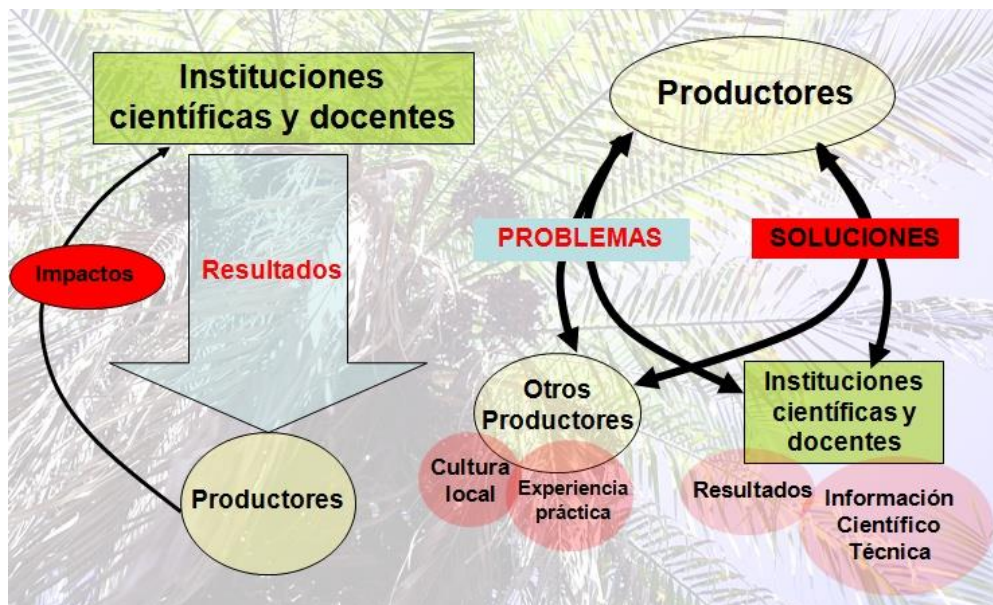 Instituciones
científicas y docentes
Impactos
Resultados
Productores
Productores
PROBLEMAS
SOLUCIONES
Otros
Productores
Cultura
local
Experiencia
práctica
Instituciones
científicas y
docentes
Resultados
Información
Científico
Técnica